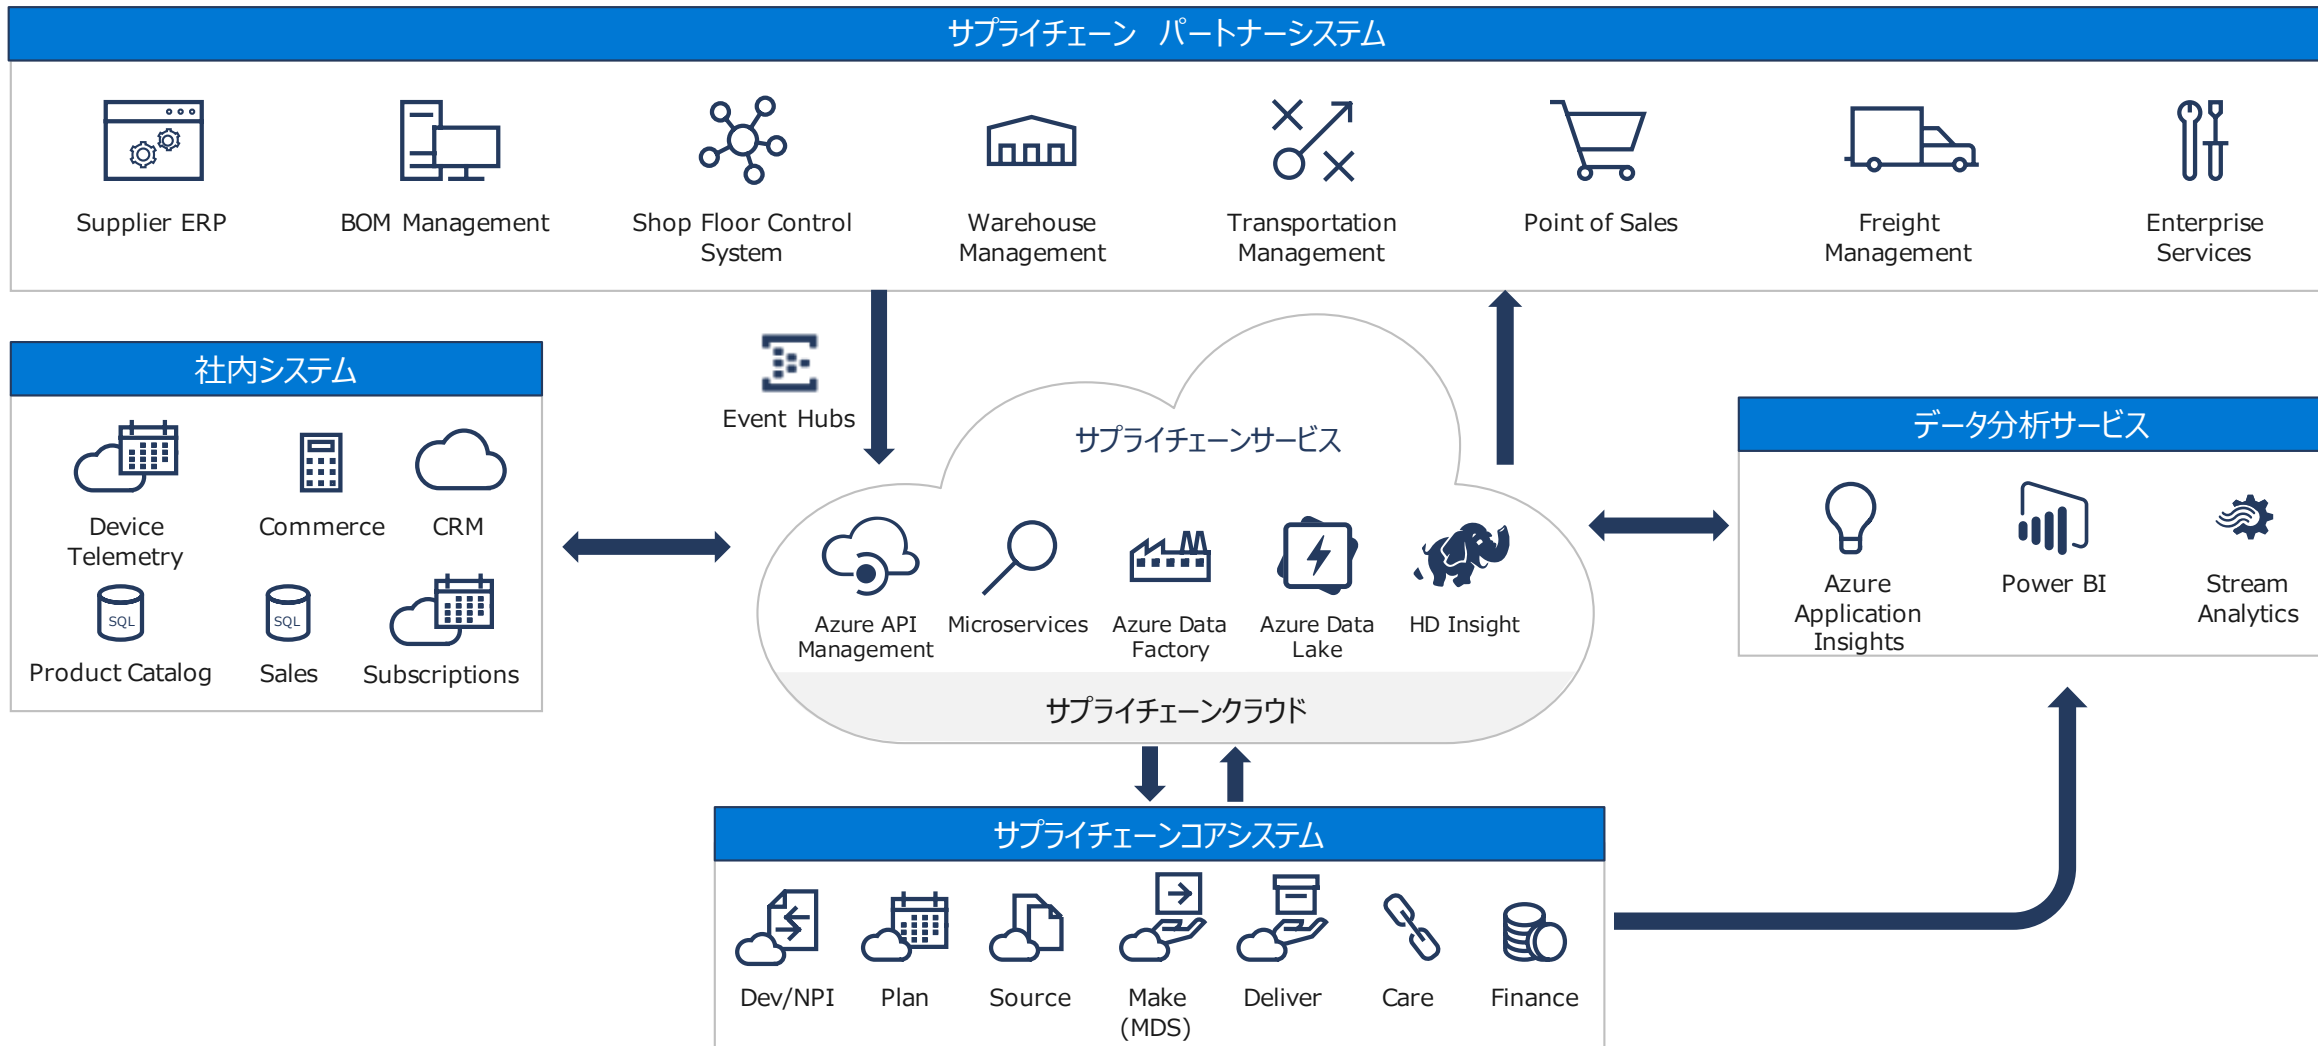 サプライチェーン パートナーシステム
Supplier ERP
BOM Management
Shop Floor Control
System
Warehouse
Management
Transportation
Management
Point of Sales
Freight
Management
Enterprise
Services
社内システム
Device
Telemetry
Commerce
CRM
SQL
Product Catalog
SQL
Sales
Subscriptions
Event Hubs
サプライチェーンサービス
Azure API
Management
Microservices
Azure Data
Factory
Azure Data
Lake
HD Insight
サプライチェーンクラウド
データ分析サービス
Azure
Application
Insights
Power BI
Stream
Analytics
サプライチェーンコアシステム
Dev/NPI
Plan
Source
Make
(MDS)
Deliver
Care
Finance